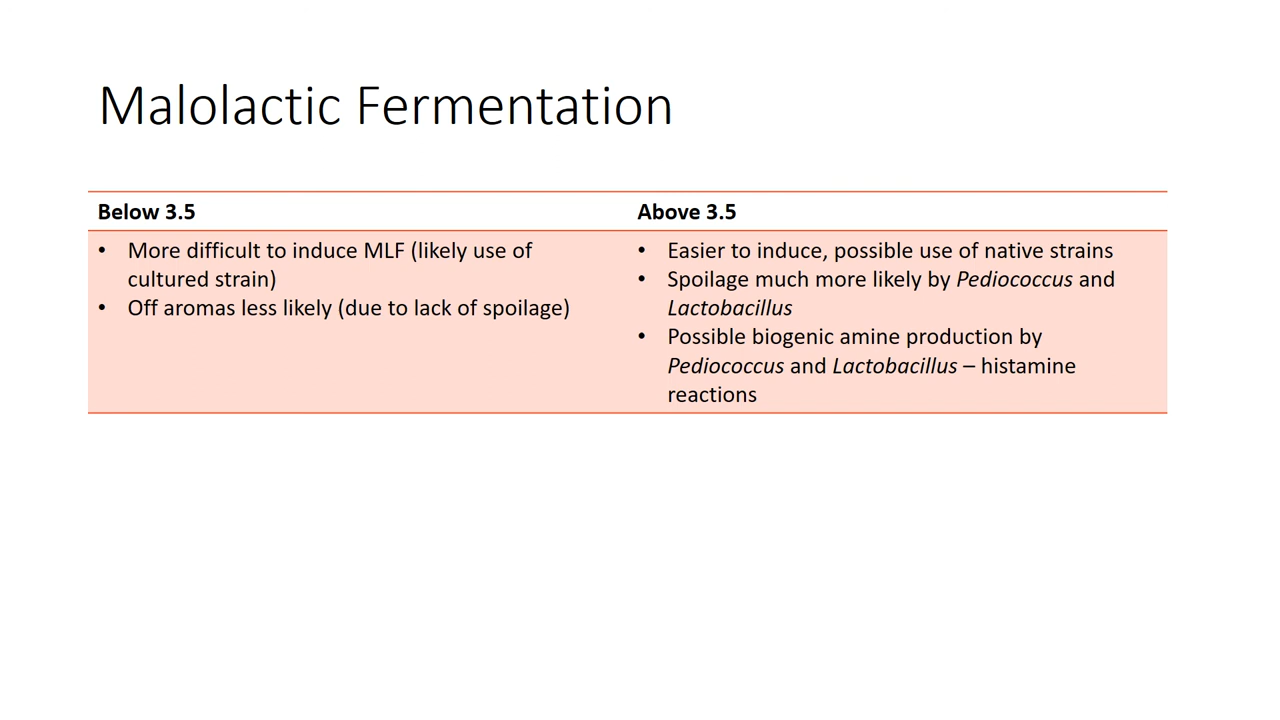 Malolactic Fermentation
Below 3.5
• More difficult to induce MLF (likely use of
cultured strain)
• Off aromas less likely (due to lack of spoilage)
Above 3.5
• Easier to induce, possible use of native strains
• Spoilage much more likely by Pediococcus and
Lactobacillus
• Possible biogenic amine production by
Pediococcus and Lactobacillus – histamine
reactions